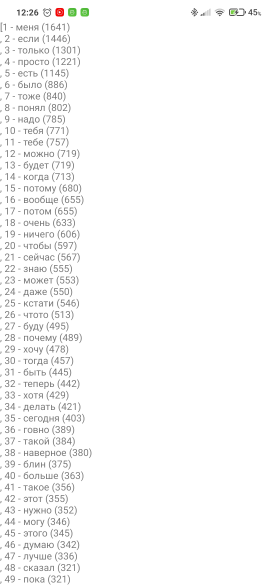 12:26
45%
[1 - меня (1641)
, 2 - если (1446)
, 3 - только (1301)
, 4 - просто (1221)
, 5 - есть (1145)
, 6 - было (886)
, 7 - тоже (840)
, 8 - понял (802)
, 9 - надо (785)
, 10 - тебя (771)
, 11 - тебе (757)
, 12 - можно (719)
, 13 - будет (719)
, 14 - когда (713)
, 15 - потому (680)
, 16 - вообще (655)
, 17 - потом (655)
, 18 - очень (633)
, 19 - ничего (606)
, 20 - чтобы (597)
, 21 - сейчас (567)
, 22 - знаю (555)
, 23 - может (553)
, 24 - даже (550)
, 25 - кстати (546)
, 26 - чтото (513)
, 27 - буду (495)
, 28 - почему (489)
, 29 - хочу (478)
, 30 - тогда (457)
, 31 - быть (445)
, 32 - теперь (442)
, 33 - хотя (429)
, 34 - делать (421)
, 35 - сегодня (403)
, 36 - говно (389)
, 37 - такой (384)
, 38 - наверное (380)
, 39 - блин (375)
, 40 - больше (363)
, 41 - такое (356)
, 42 - этот (355)
, 43 - нужно (352)
, 44 - могу (346)
, 45 - этого (345)
, 46 - думаю (342)
, 47 - лучше (336)
, 48 - сказал (321)
, 49 - пока (321)